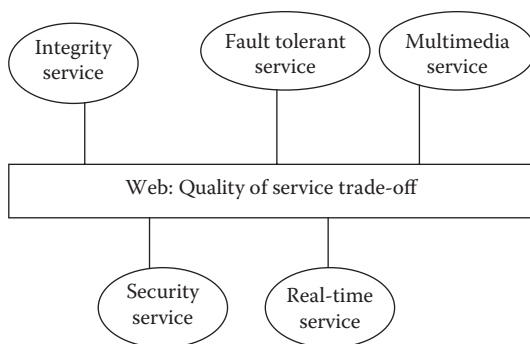 Integrity
service
Fault tolerant
service
Multimedia
service
Web: Quality of service trade-off
Security
service
Real-time
service